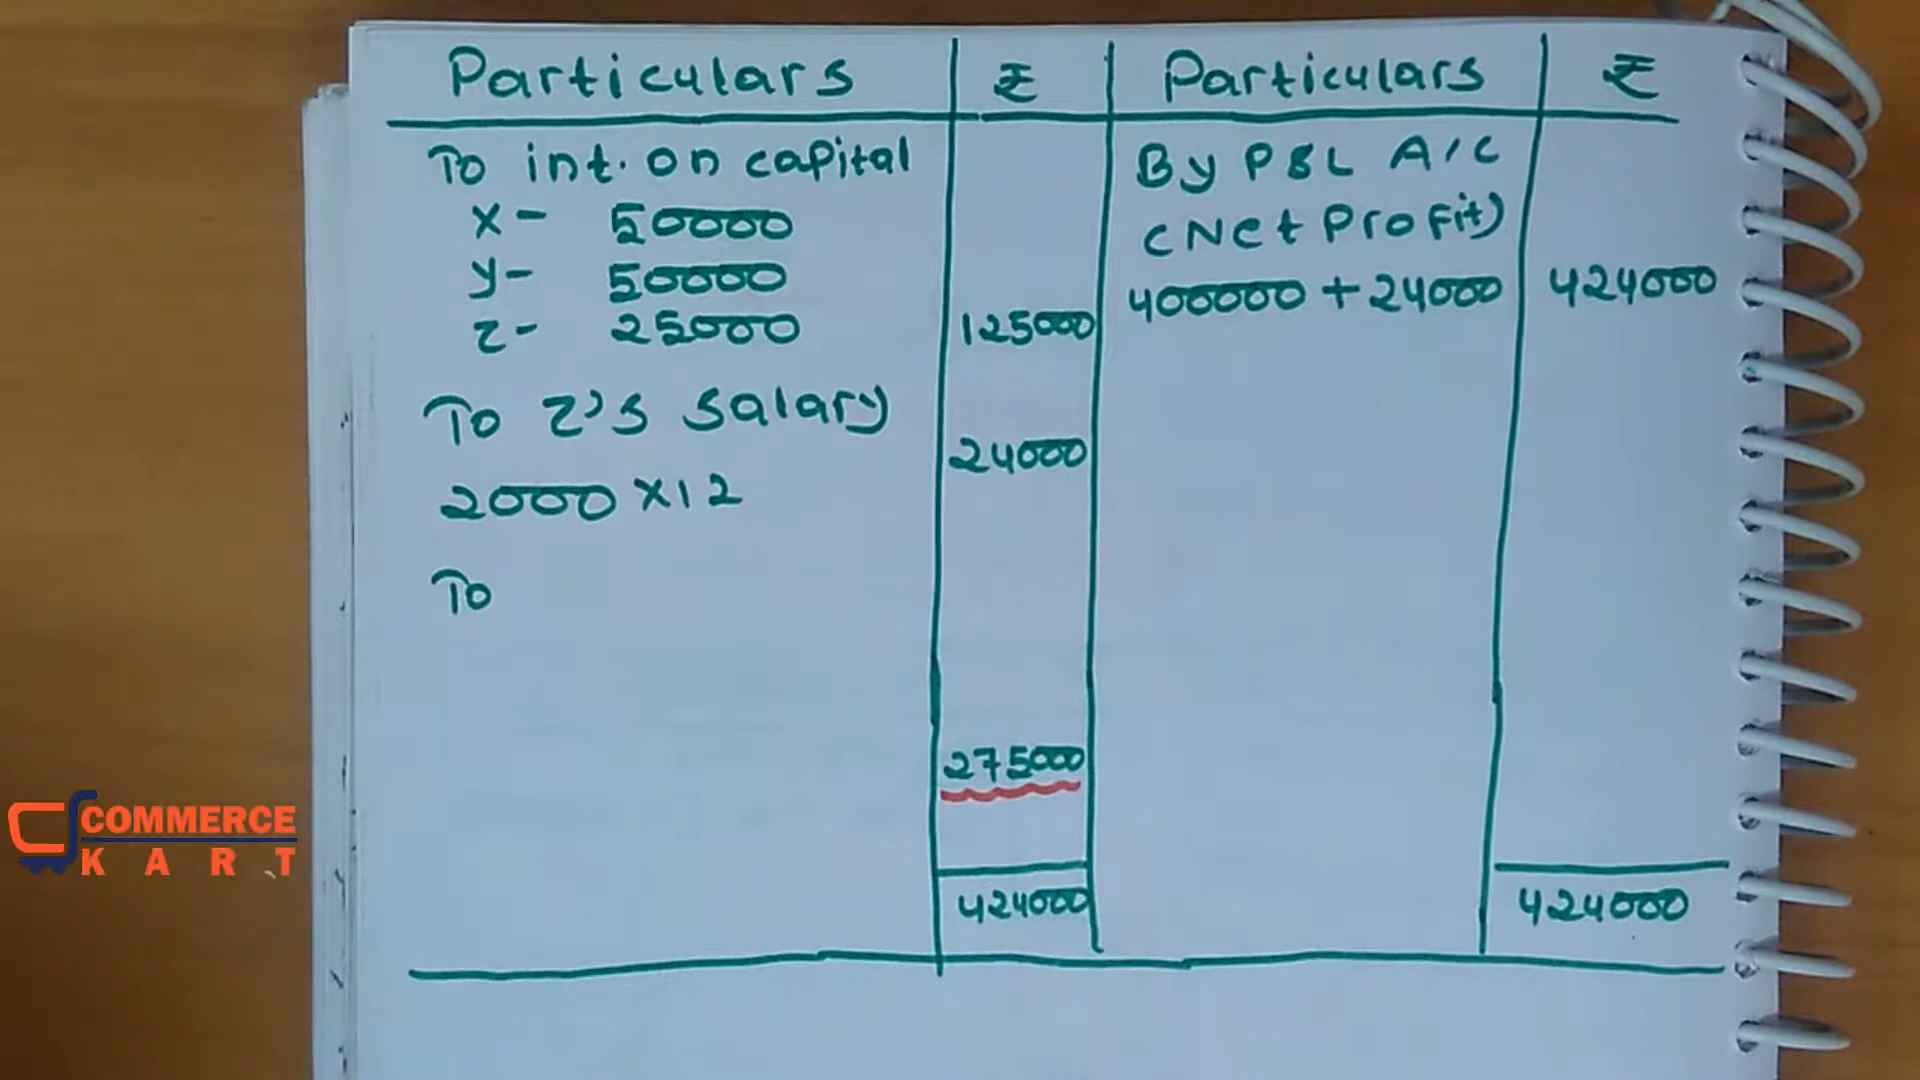 Particulars ₹ Particulars ₹
To int. on capital
X - 50000
Y - 50000
Z - 25000 125000
To Z's salary
24000
2000 x 12
To
275000
424000
By P&L A/C
(Net Profit)
400000 + 24000 424000
424000
COMMERCE
KART